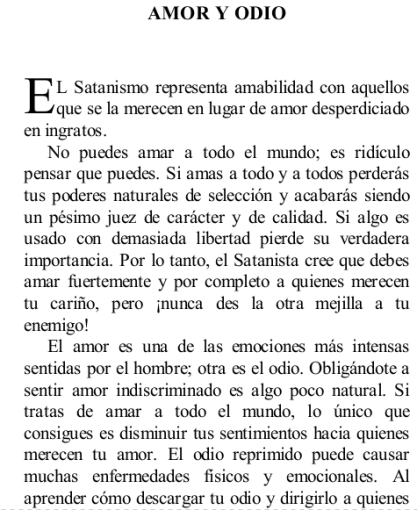 AMOR Y ODIO
EL Satanismo representa amabilidad con aquellos
que se la merecen en lugar de amor desperdiciado
en ingratos.
No puedes amar a todo el mundo; es ridículo
pensar que puedes. Si amas a todo y a todos perderás
tus poderes naturales de selección y acabarás siendo
un pésimo juez de carácter y de calidad. Si algo es
usado con demasiada libertad pierde su verdadera
importancia. Por lo tanto, el Satanista cree que debes
amar fuertemente y por completo a quienes merecen
tu cariño, pero ¡nunca des la otra mejilla a tu
enemigo!
El amor es una de las emociones más intensas
sentidas por el hombre; otra es el odio. Obligándote a
sentir amor indiscriminado es algo poco natural. Si
tratas de amar a todo el mundo, lo único que
consigues es disminuir tus sentimientos hacia quienes
merecen tu amor. El odio reprimido puede causar
muchas enfermedades físicos y emocionales. Al
aprender cómo descargar tu odio y dirigirlo a quienes